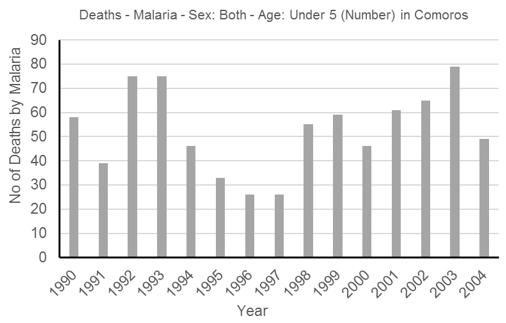 Deaths - Malaria - Sex: Both - Age: Under 5 (Number) in Comoros
No of Deaths by Malaria
90
80
70
60
50
40
30
20
10
0
1990 1991 1992 1993 1994 1995 1996 1997 1998 1999 2000 2001 2002 2003 2004
Year